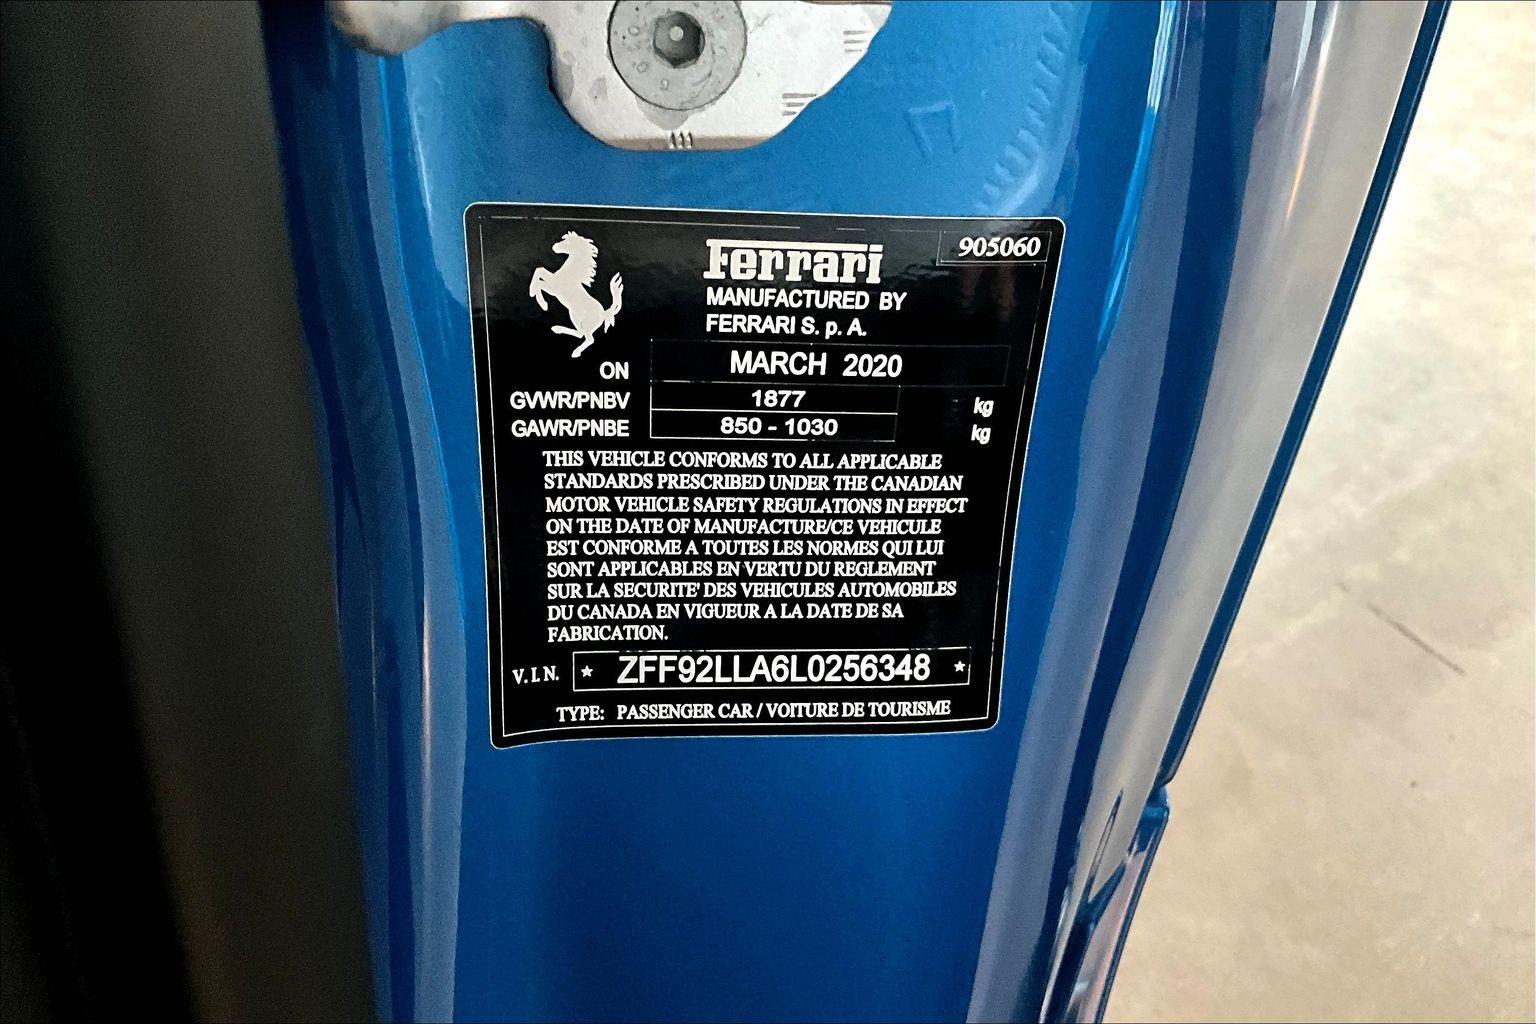 Ferrari 905060
MANUFACTURED BY
FERRARI S. p. A.
ON MARCH 2020
GVWR/PNBV 1877 kg
GAWR/PNBE 850 - 1030 kg
THIS VEHICLE CONFORMS TO ALL APPLICABLE
STANDARDS PRESCRIBED UNDER THE CANADIAN
MOTOR VEHICLE SAFETY REGULATIONS IN EFFECT
ON THE DATE OF MANUFACTURE/CE VEHICULE
EST CONFORME A TOUTES LES NORMES QUI LUI
SONT APPLICABLES EN VERTU DU REGLEMENT
SUR LA SECURITE' DES VEHICULES AUTOMOBILES
DU CANADA EN VIGUEUR A LA DATE DE SA
FABRICATION.
V.I.N. * ZFF92LLA6L0256348 *
TYPE: PASSENGER CAR / VOITURE DE TOURISME